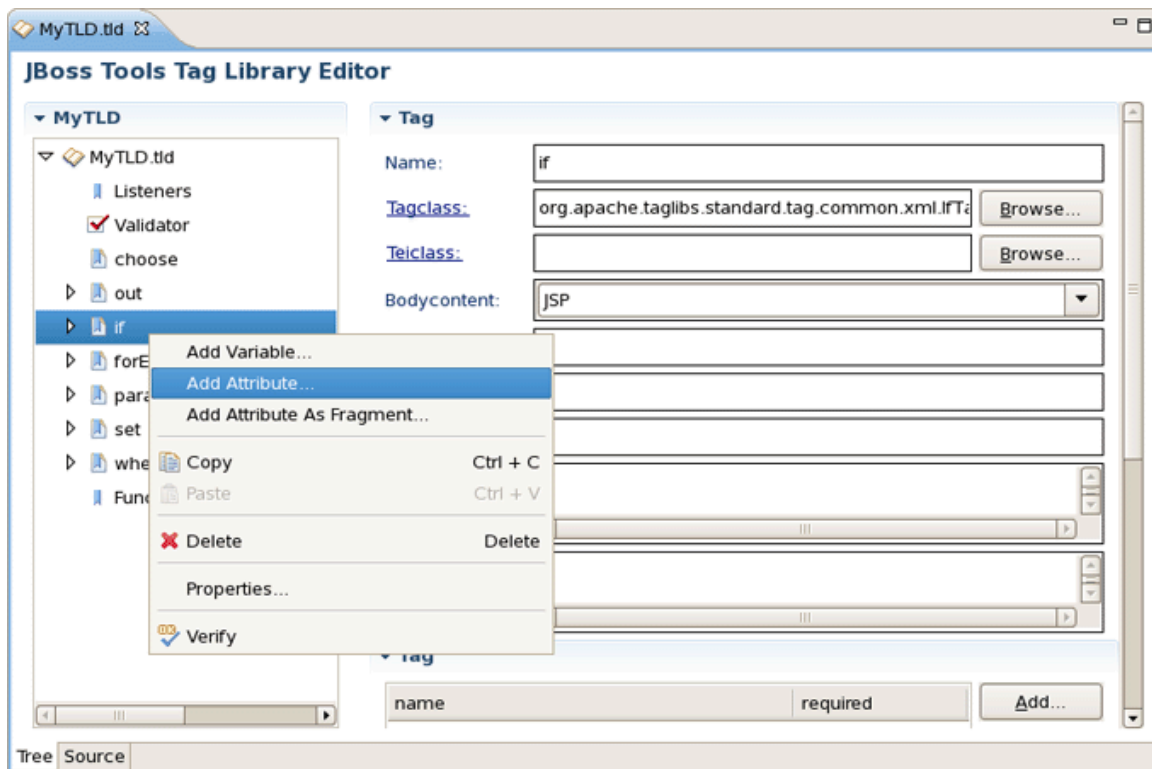 MyTLD.tld
JBoss Tools Tag Library Editor
MyTLD
MyTLD.tld
Listeners
Validator
choose
out
if
set
Tag
Name: if
Tagclass: org.apache.taglibs.standard.tag.common.xml.IfTa Browse...
Teiclass: Browse...
Bodycontent: JSP
Add Variable...
Add Attribute...
Add Attribute As Fragment...
Copy Ctrl + C
Paste Ctrl + V
Delete Delete
Properties...
Verify
Tag
name required Add...
Tree Source